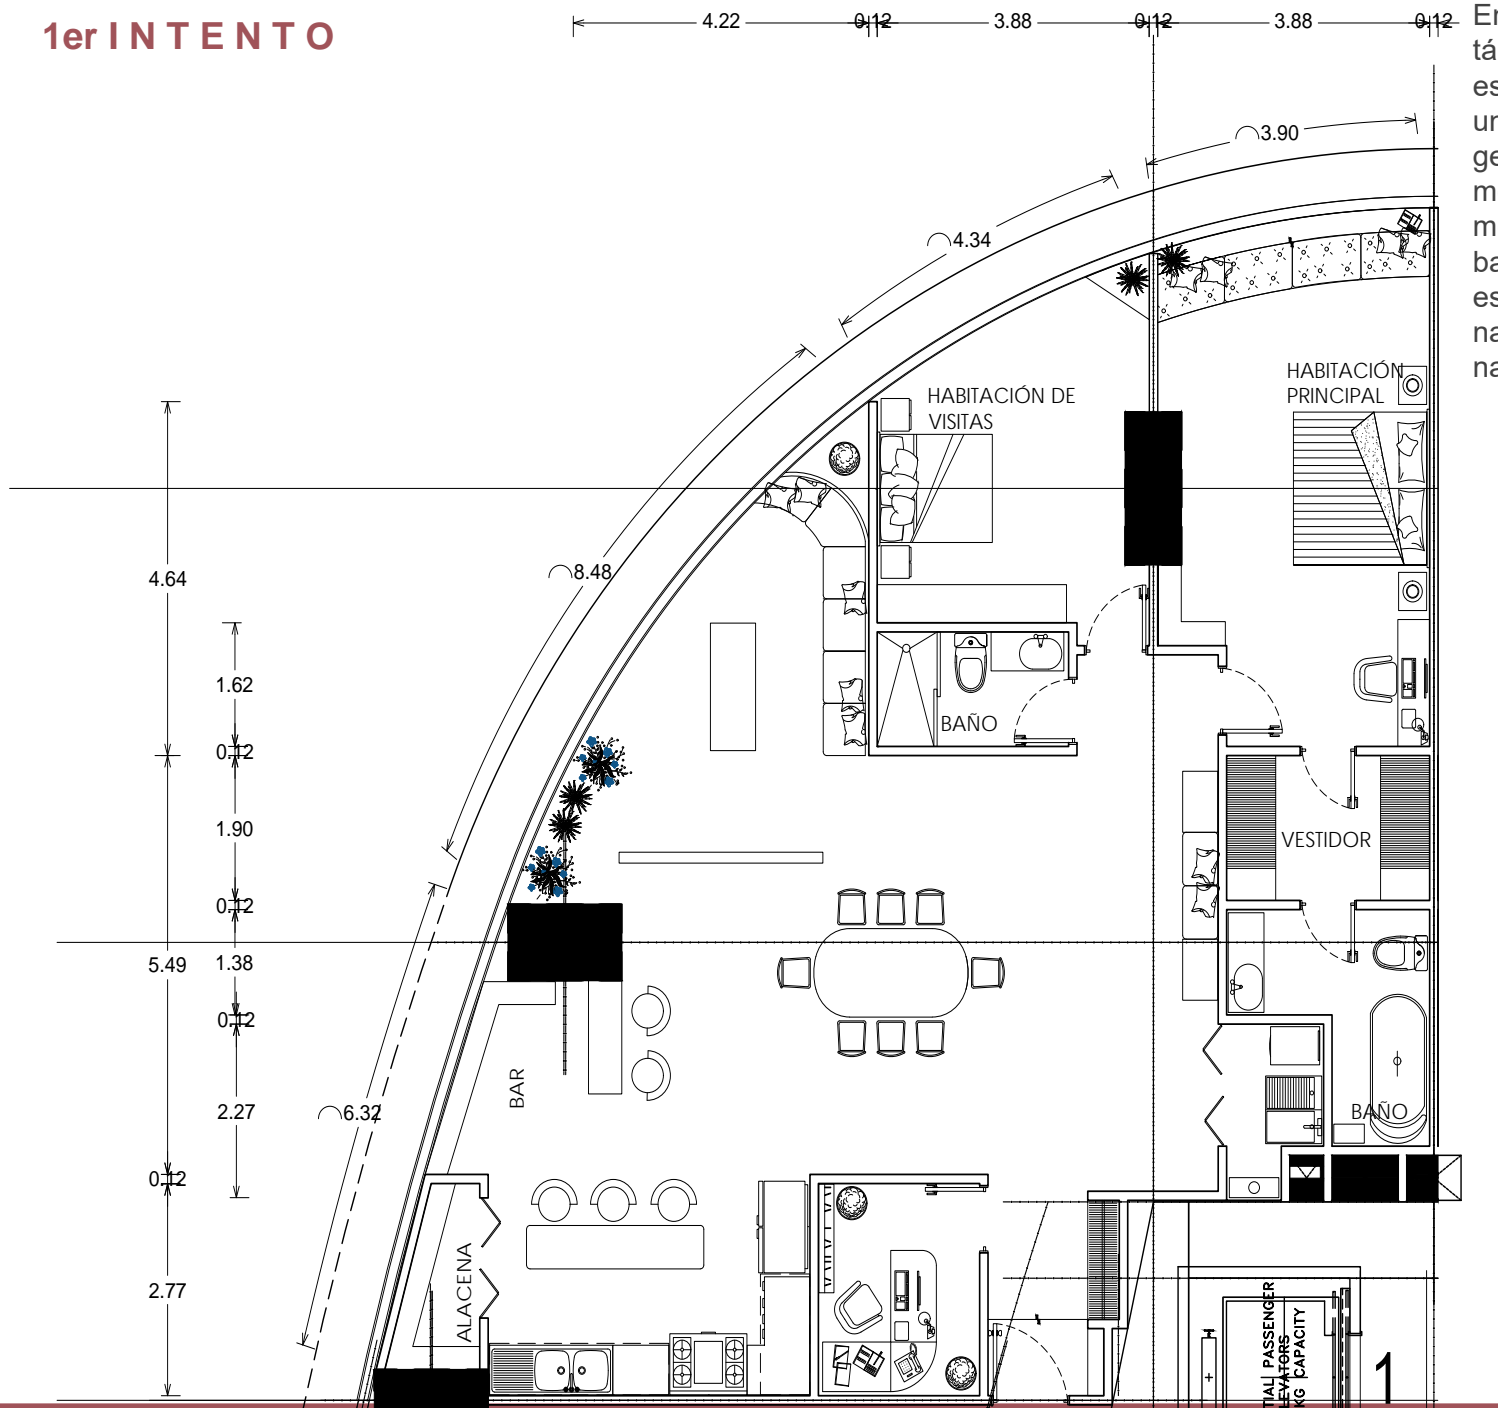 1er I N T E N T O
4.22
0.12
3.88
0.12
3.88
0.12
3.90
4.34
8.48
6.32
HABITACIÓN DE
VISITAS
HABITACIÓN
PRINCIPAL
4.64
1.62
0.12
1.90
0.12
5.49
1.38
0.12
2.27
0.12
2.77
BAÑO
VESTIDOR
BAR
BAÑO
ALACENA
PASSENGER
KG CAPACITY
1